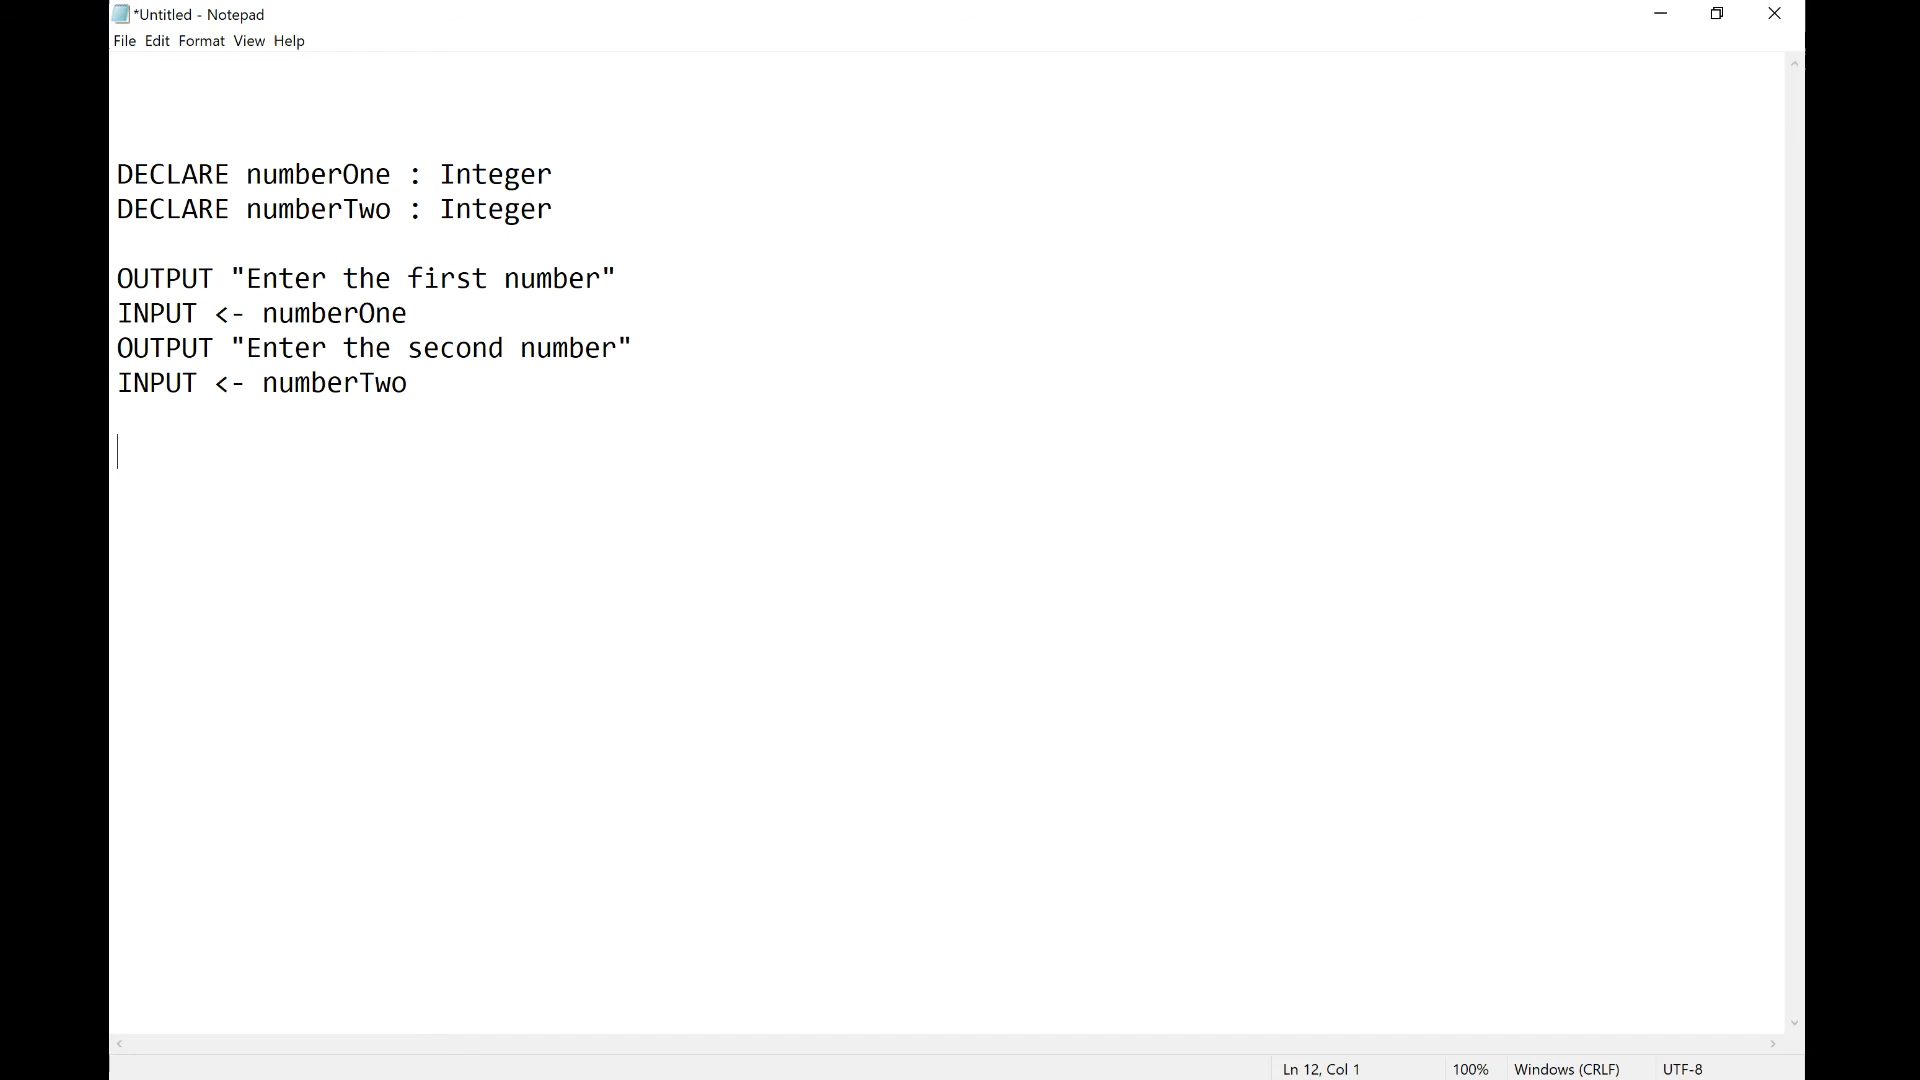 *Untitled - Notepad
File Edit Format View Help
DECLARE numberOne : Integer
DECLARE numberTwo : Integer
OUTPUT "Enter the first number"
INPUT <- numberOne
OUTPUT "Enter the second number"
INPUT <- numberTwo
Ln 12, Col 1 100% Windows (CRLF) UTF-8